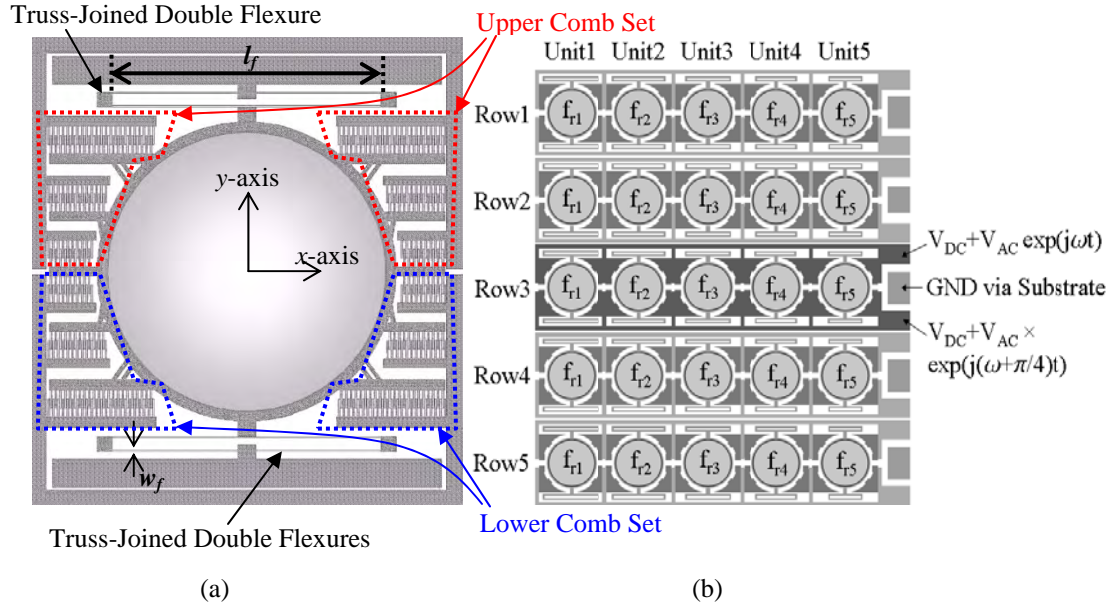 Truss-Joined Double Flexure
Upper Comb Set
l_f
y-axis
x-axis
w_f
Lower Comb Set
Truss-Joined Double Flexures
(a)
Unit1 Unit2 Unit3 Unit4 Unit5
Row1 f_r1 f_r2 f_r3 f_r4 f_r5
Row2 f_r1 f_r2 f_r3 f_r4 f_r5
V_DC+V_AC exp(jωt)
Row3 f_r1 f_r2 f_r3 f_r4 f_r5
GND via Substrate
V_DC+V_AC ×
exp(j(ω+π/4)t)
Row4 f_r1 f_r2 f_r3 f_r4 f_r5
Row5 f_r1 f_r2 f_r3 f_r4 f_r5
(b)